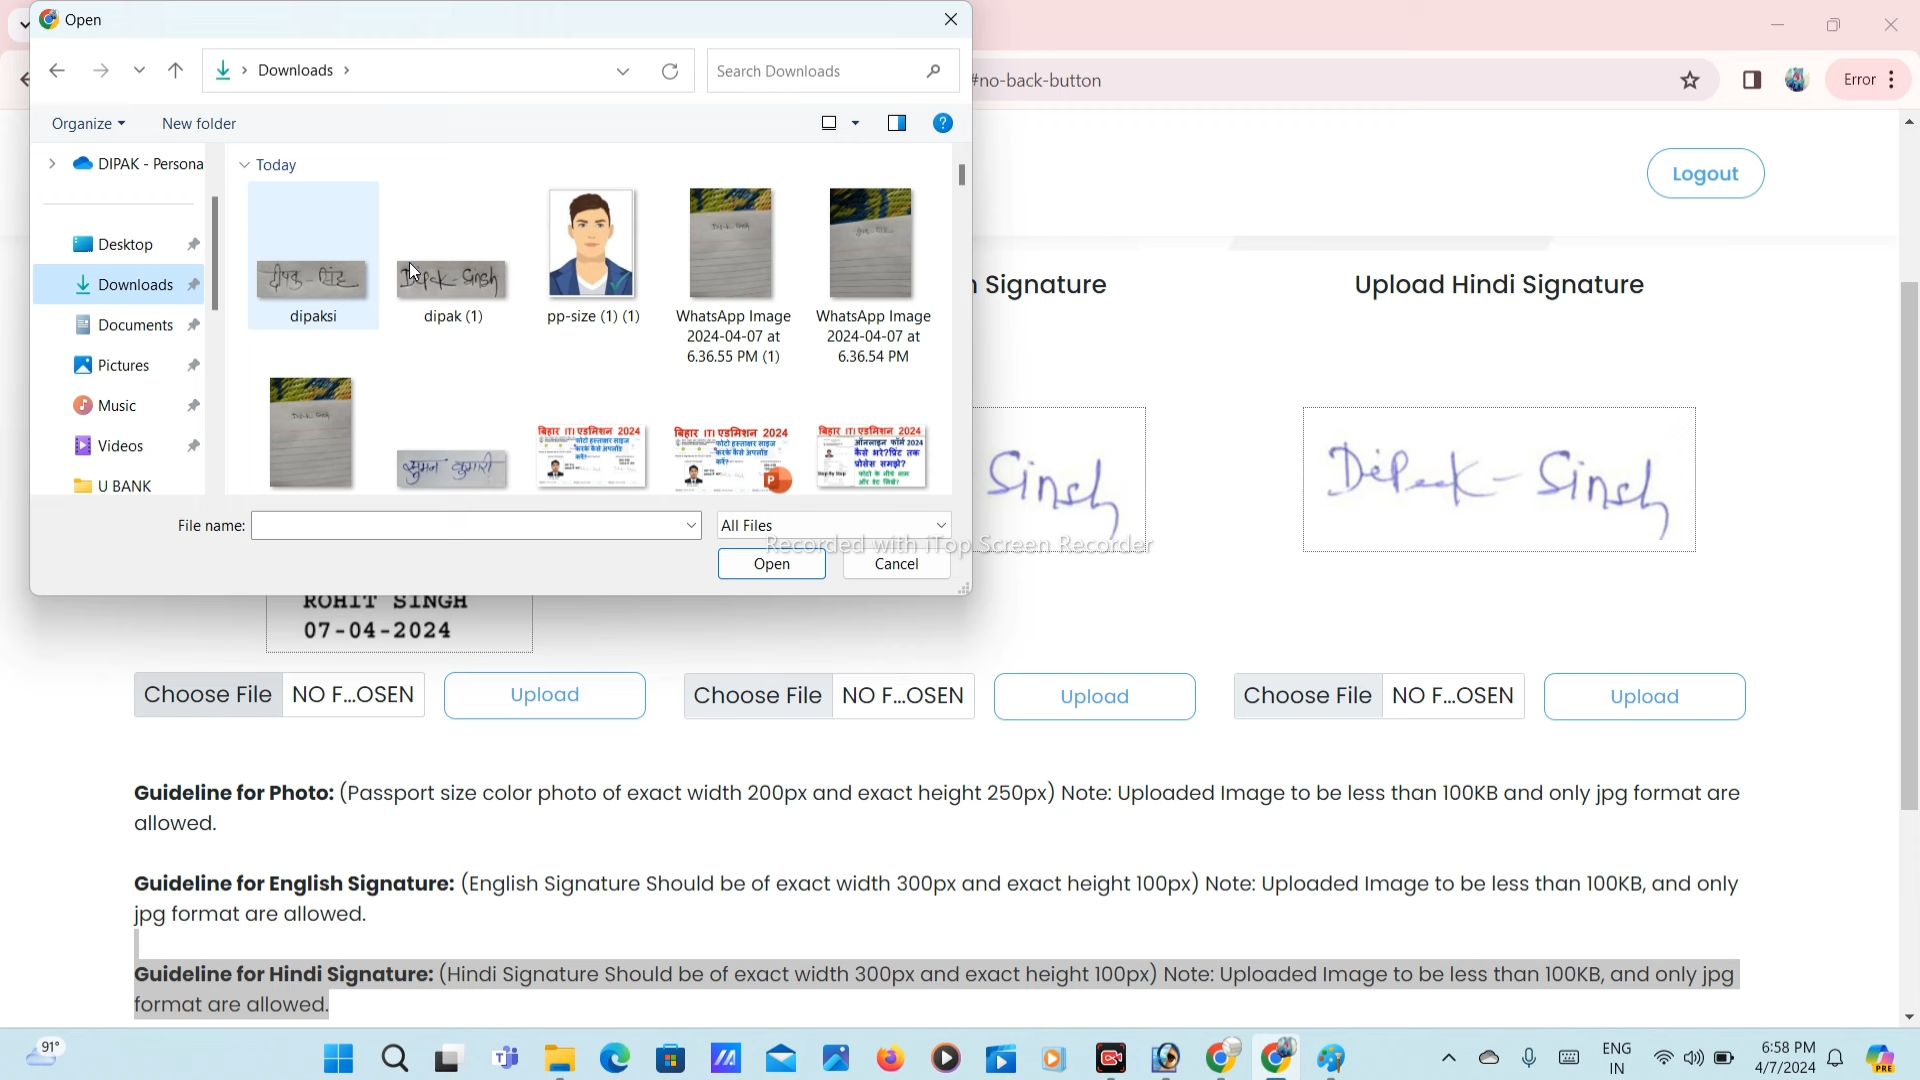 Open
Downloads
Search Downloads
#no-back-button
Error
Organize
New folder
DIPAK - Persona
Today
Logout
Desktop
Downloads
Documents
Pictures
Music
Videos
U BANK
दीपक - सिंह
Dipak - Singh
dipaksi
dipak (1)
pp-size (1) (1)
WhatsApp Image
2024-04-07 at
6.36.55 PM (1)
WhatsApp Image
2024-04-07 at
6.36.54 PM
सुमन कुमारी
बिहार ITI एडमिशन 2024
बिहार ITI एडमिशन 2024
बिहार ITI एडमिशन 2024
ऑनलाइन फॉर्म 2024
n Signature
Upload Hindi Signature
Singh
DiPak - Singh
File name:
All Files
Recorded with iTop Screen Recorder
Open
Cancel
ROHIT SINGH
07-04-2024
Choose File NO F...OSEN Upload Choose File NO F...OSEN Upload Choose File NO F...OSEN Upload
Guideline for Photo: (Passport size color photo of exact width 200px and exact height 250px) Note: Uploaded Image to be less than 100KB and only jpg format are
allowed.
Guideline for English Signature: (English Signature Should be of exact width 300px and exact height 100px) Note: Uploaded Image to be less than 100KB, and only
jpg format are allowed.
Guideline for Hindi Signature: (Hindi Signature Should be of exact width 300px and exact height 100px) Note: Uploaded Image to be less than 100KB, and only jpg
format are allowed.
91°
ENG
IN
6:58 PM
4/7/2024
PRE